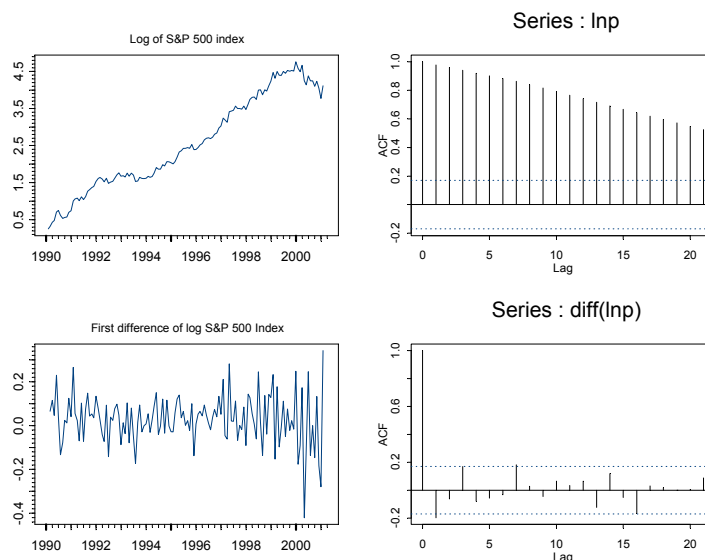 Log of S&P 500 index
4.5
3.5
2.5
1.5
0.5
1990 1992 1994 1996 1998 2000
Series : lnp
ACF
1.0
0.8
0.6
0.4
0.2
-0.2
0 5 10 15 20
Lag
First difference of log S&P 500 Index
0.2
0.0
-0.2
-0.4
1990 1992 1994 1996 1998 2000
Series : diff(lnp)
ACF
1.0
0.6
0.2
-0.2
0 5 10 15 20
Lag